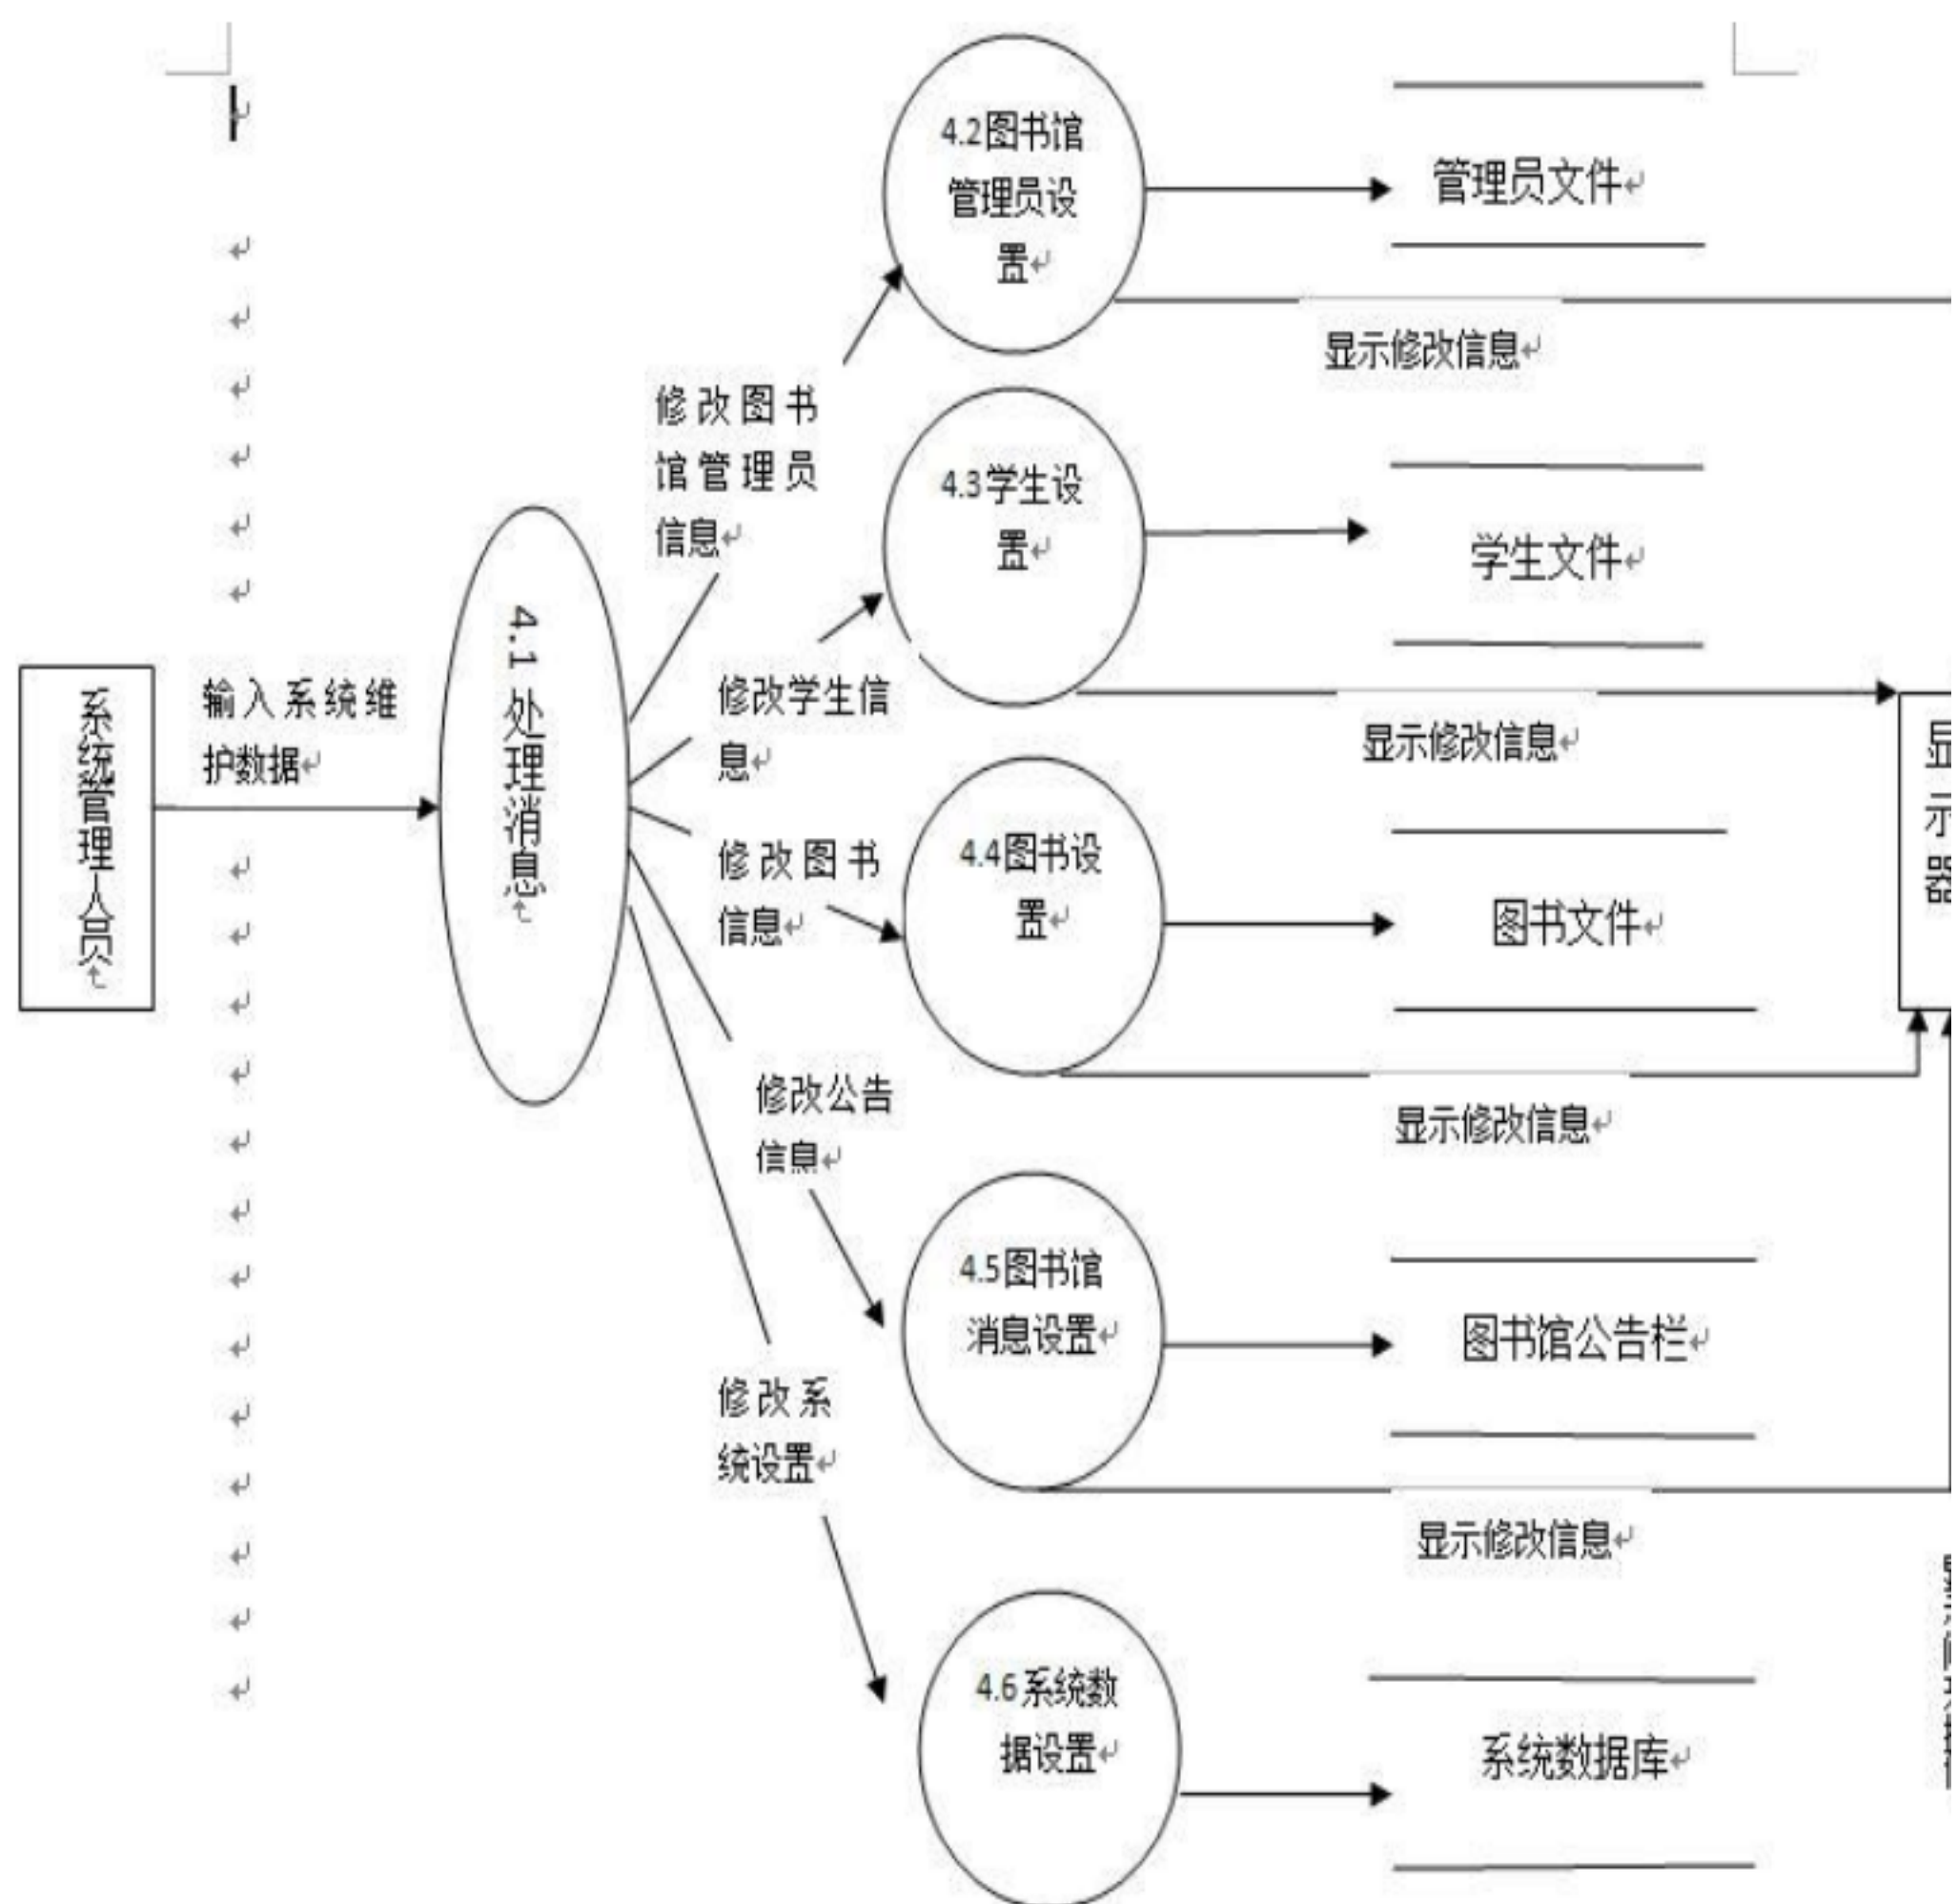 4.2图书馆
管理员设
置
管理员文件
显示修改信息
修改图书
馆管理员
信息
4.3学生设
置
学生文件
显示修改信息
系统管理人员
输入系统维
护数据
4.1处理消息
修改学生信
息
显示器
修改图书
信息
4.4图书设
置
图书文件
显示修改信息
修改公告
信息
4.5图书馆
消息设置
图书馆公告栏
显示修改信息
修改系
统设置
4.6系统数
据设置
系统数据库